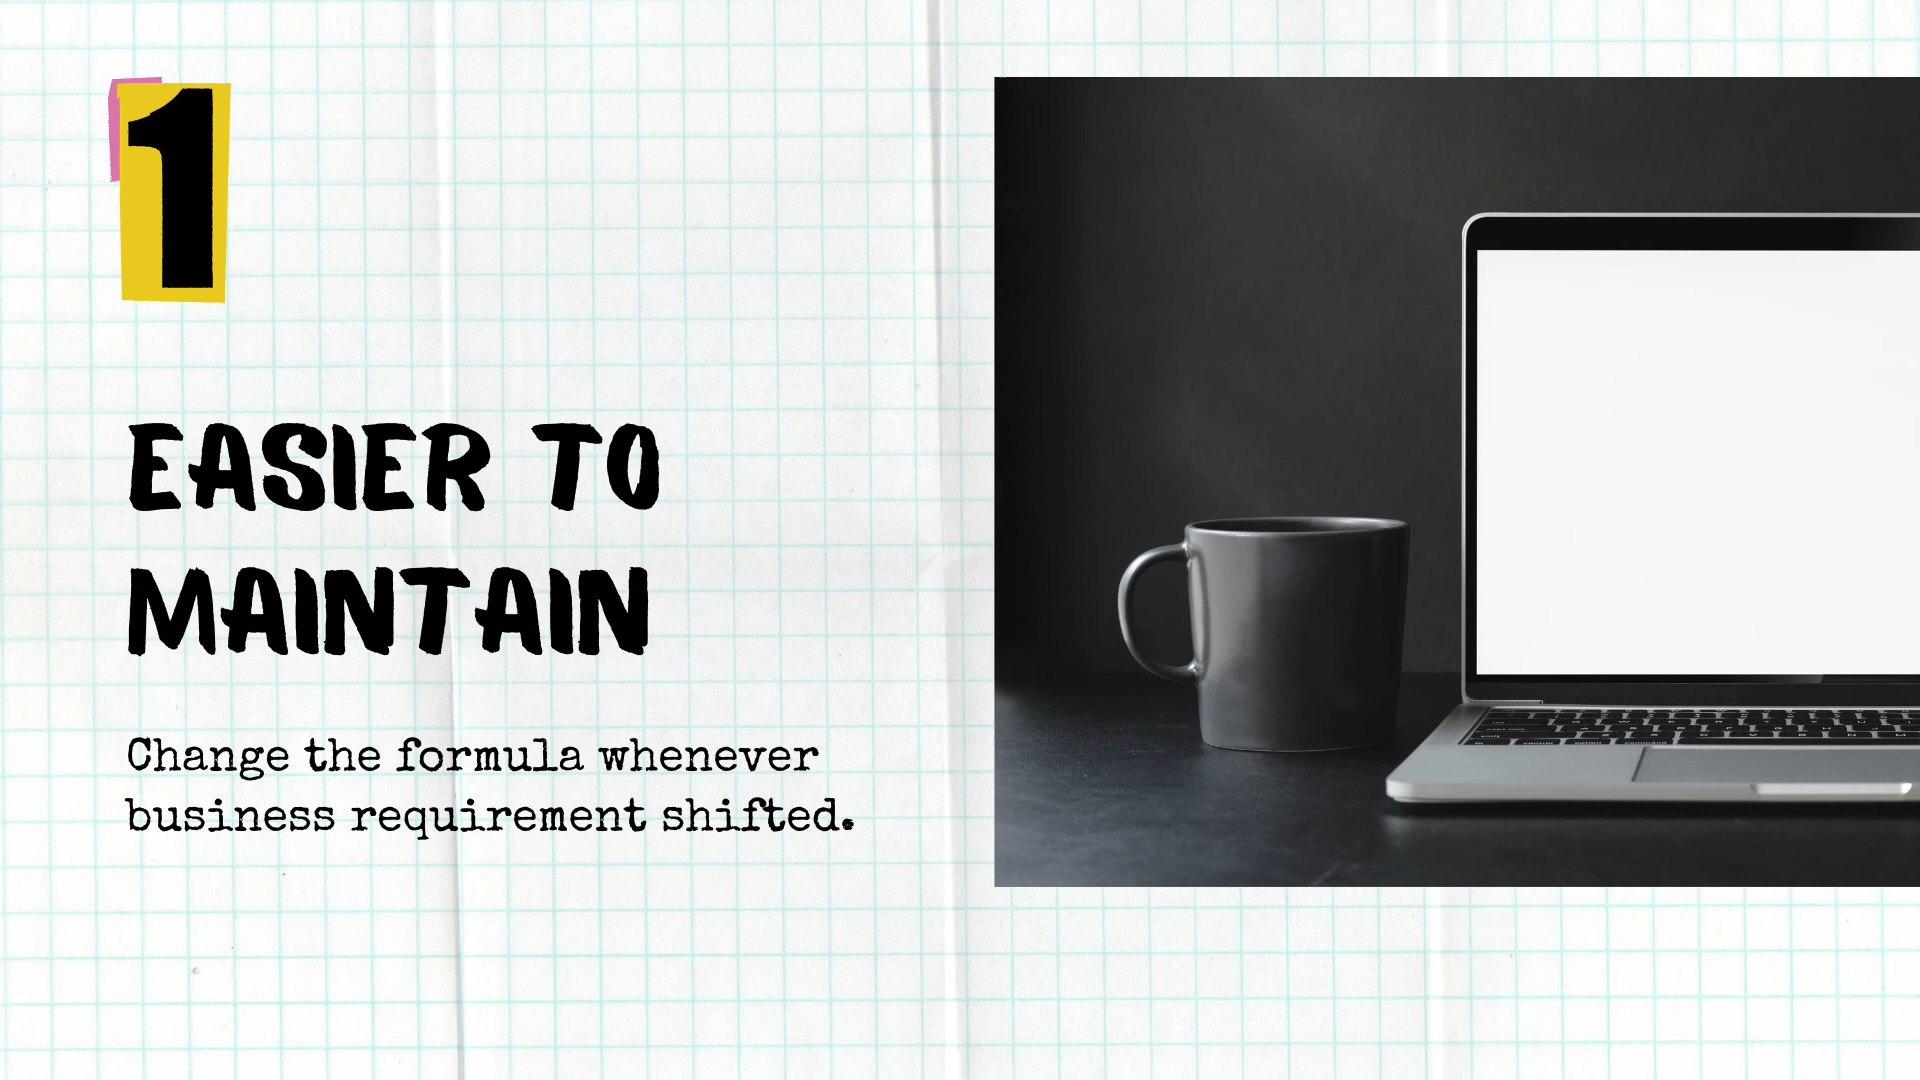 1
EASIER TO
MAINTAIN
Change the formula whenever
business requirement shifted.